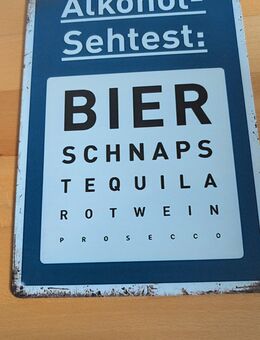 Alkohol-
Sehtest:
BIER
SCHNAPS
TEQUILA
ROTWEIN
PROSECCO